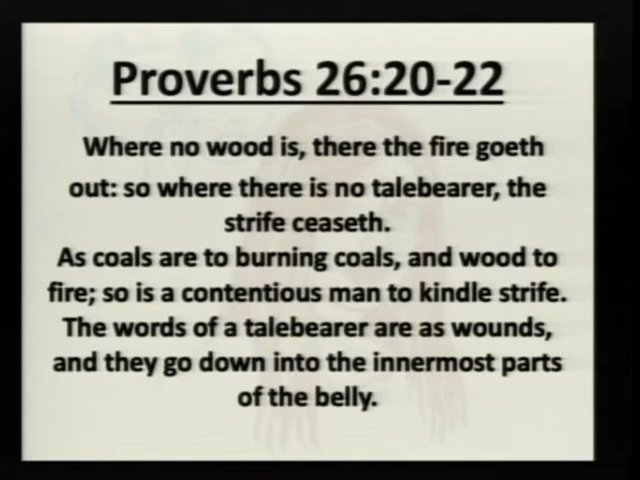 Proverbs 26:20-22
Where no wood is, there the fire goeth
out: so where there is no talebearer, the
strife ceaseth.
As coals are to burning coals, and wood to
fire; so is a contentious man to kindle strife.
The words of a talebearer are as wounds,
and they go down into the innermost parts
of the belly.